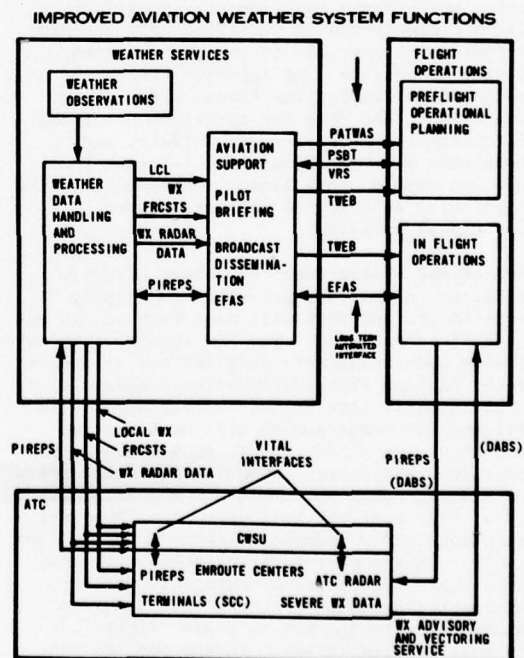 IMPROVED AVIATION WEATHER SYSTEM FUNCTIONS
WEATHER SERVICES
FLIGHT
OPERATIONS
WEATHER
OBSERVATIONS
PREFLIGHT
OPERATIONAL
PLANNING
WEATHER
DATA
HANDLING
AND
PROCESSING
LCL
WX
FRCSTS
WX RADAR
DATA
PIREPS
AVIATION
SUPPORT
PILOT
BRIEFING
BROADCAST
DISSEMINA-
TION
EFAS
PATWAS
PSBT
VRS
TWEB
TWEB
EFAS
IN FLIGHT
OPERATIONS
LONG TERM
AUTOMATED
INTERFACE
LOCAL WX
FRCSTS
WX RADAR DATA
PIREPS
VITAL
INTERFACES
PIREPS
(DABS)
(DABS)
ATC
CWSU
PIREPS
ENROUTE CENTERS
ATC RADAR
TERMINALS (SCC)
SEVERE WX DATA
WX ADVISORY
AND VECTORING
SERVICE